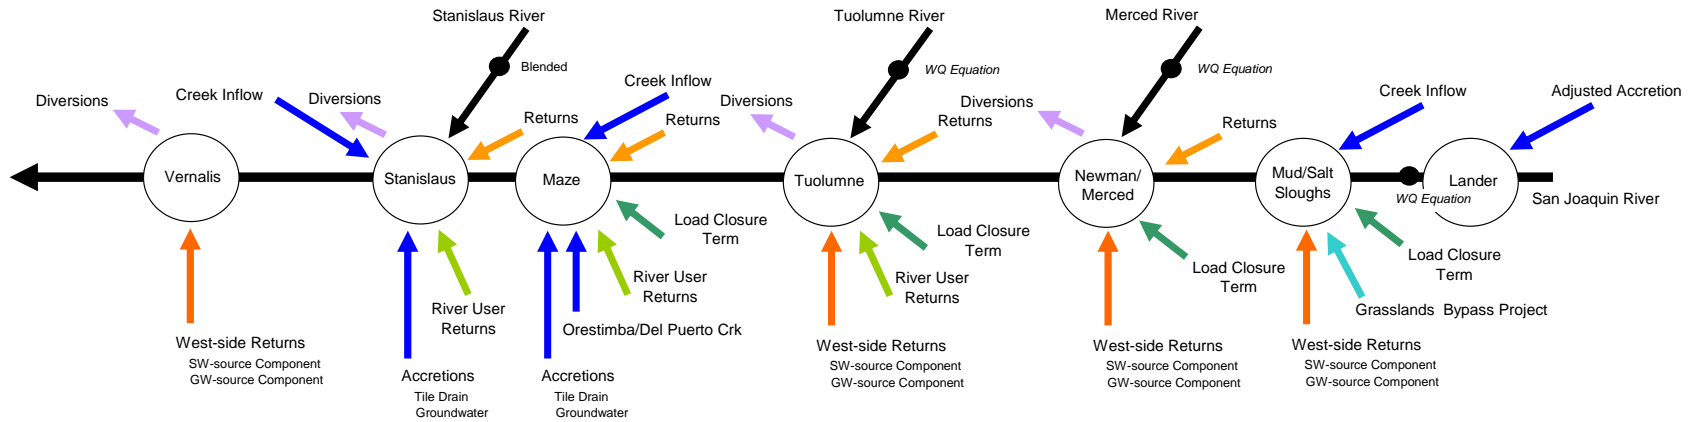 Stanislaus River
Tuolumne River
Merced River
Blended
WQ Equation
WQ Equation
Diversions
Creek Inflow
Diversions
Creek Inflow
Diversions
Diversions
Creek Inflow
Adjusted Accretion
Returns
Returns
Returns
Returns
Vernalis
Stanislaus
Maze
Tuolumne
Newman/
Merced
Mud/Salt
Sloughs
Lander
WQ Equation
San Joaquin River
Load Closure
Term
Load Closure
Term
Load Closure
Term
Load Closure
Term
River User
Returns
River User
Returns
River User
Returns
Orestimba/Del Puerto Crk
Grasslands  Bypass Project
West-side Returns
SW-source Component
GW-source Component
Accretions
Tile Drain
Groundwater
Accretions
Tile Drain
Groundwater
West-side Returns
SW-source Component
GW-source Component
West-side Returns
SW-source Component
GW-source Component
West-side Returns
SW-source Component
GW-source Component